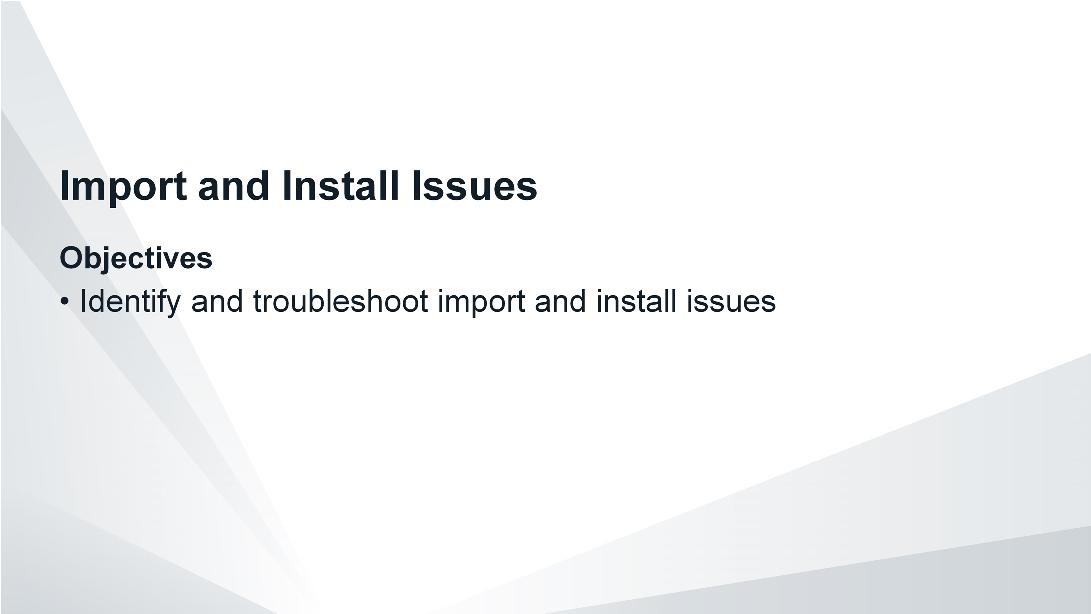 Import and Install Issues
Objectives
• Identify and troubleshoot import and install issues